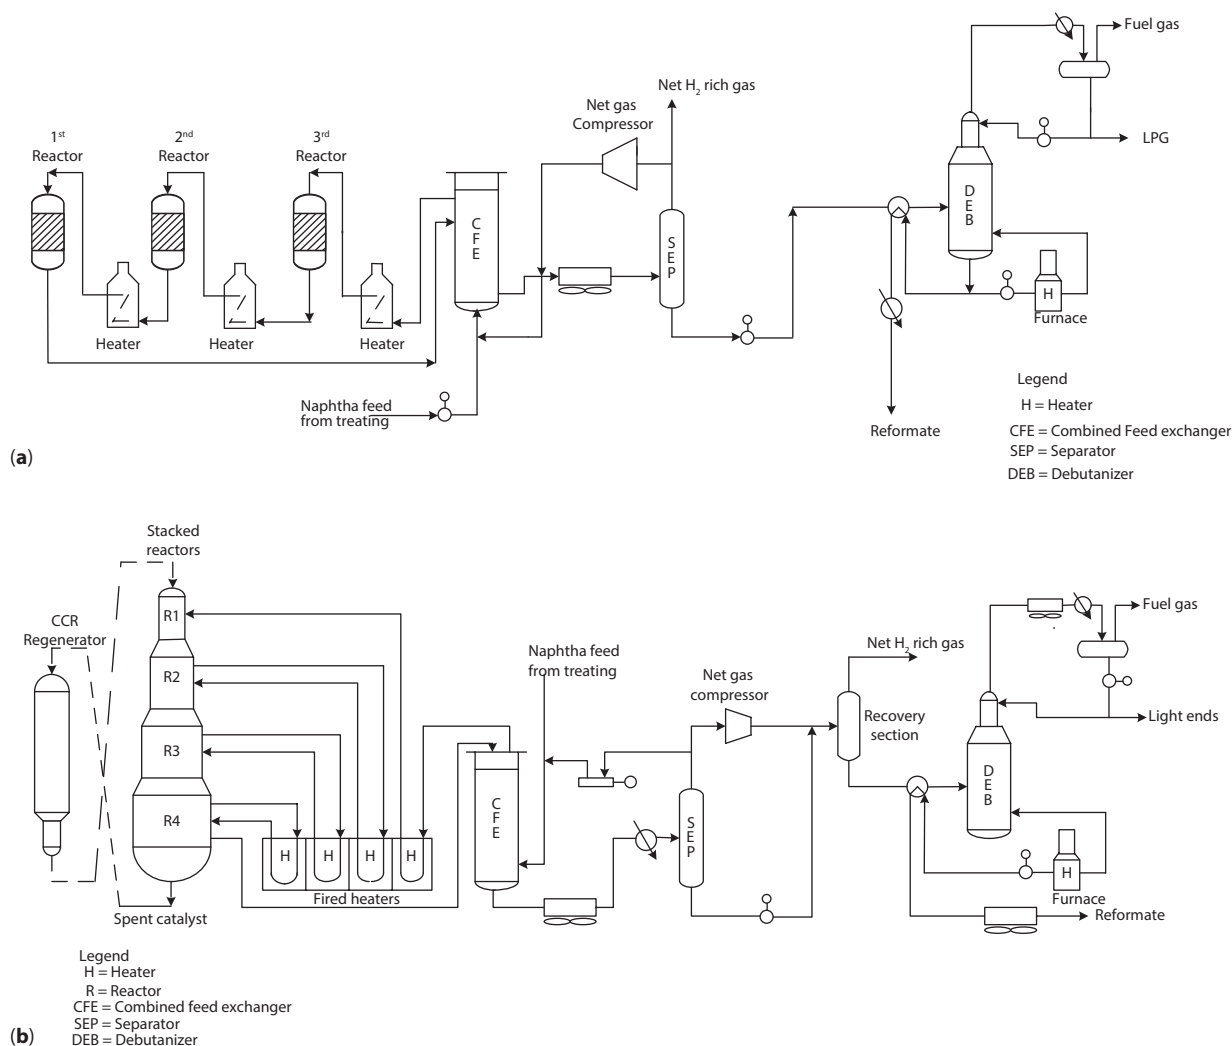 1st
Reactor
2nd
Reactor
3rd
Reactor
Heater
Heater
Heater
CFE
Naphtha feed
from treating
Net gas
Compressor
Net H2 rich gas
SEP
DEB
Fuel gas
LPG
H
Furnace
Reformate
Legend
H = Heater
CFE = Combined Feed exchanger
SEP = Separator
DEB = Debutanizer
(a)
Stacked
reactors
CCR
Regenerator
R1
R2
R3
R4
H
H
H
H
Fired heaters
Spent catalyst
Naphtha feed
from treating
CFE
Net gas
compressor
SEP
Net H2 rich gas
Recovery
section
DEB
Fuel gas
Light ends
H
Furnace
Reformate
Legend
H = Heater
R = Reactor
CFE = Combined feed exchanger
SEP = Separator
DEB = Debutanizer
(b)